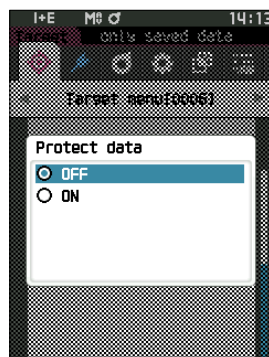 I+E M 14:13
Target only saved data
Target menu[0006]
Protect data
OFF
ON